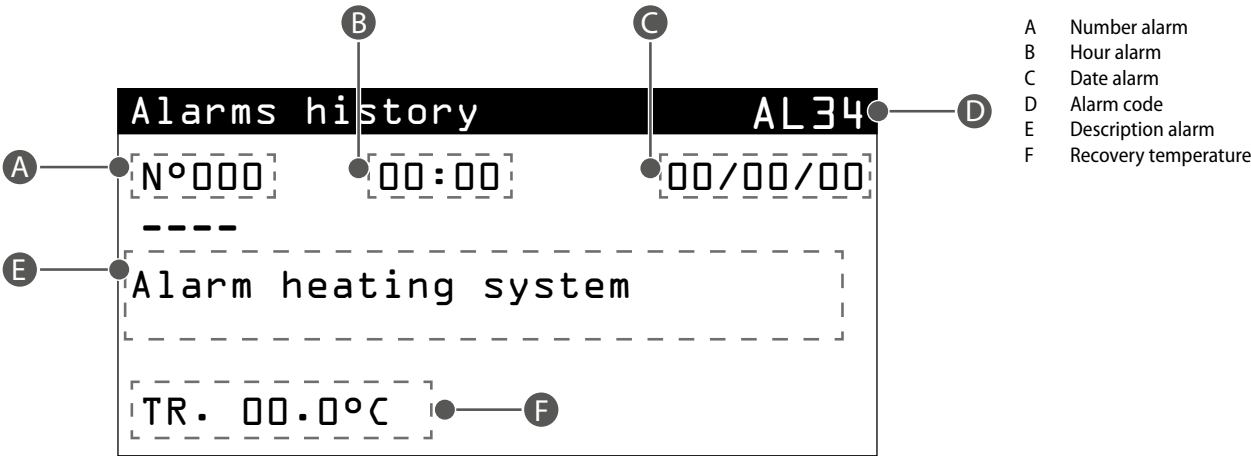 B C
Alarms history AL34 D
A N°000 00:00 00/00/00
----
E Alarm heating system
TR. 00.0°C F
A Number alarm
B Hour alarm
C Date alarm
D Alarm code
E Description alarm
F Recovery temperature